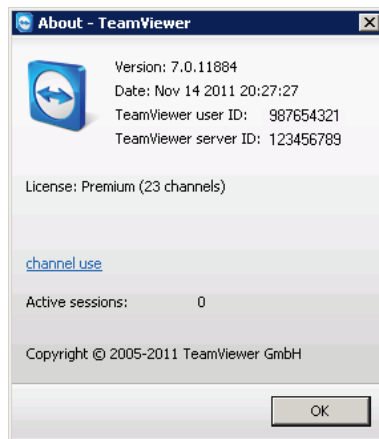 About - TeamViewer
Version: 7.0.11884
Date: Nov 14 2011 20:27:27
TeamViewer user ID: 987654321
TeamViewer server ID: 123456789
License: Premium (23 channels)
channel use
Active sessions: 0
Copyright © 2005-2011 TeamViewer GmbH
OK